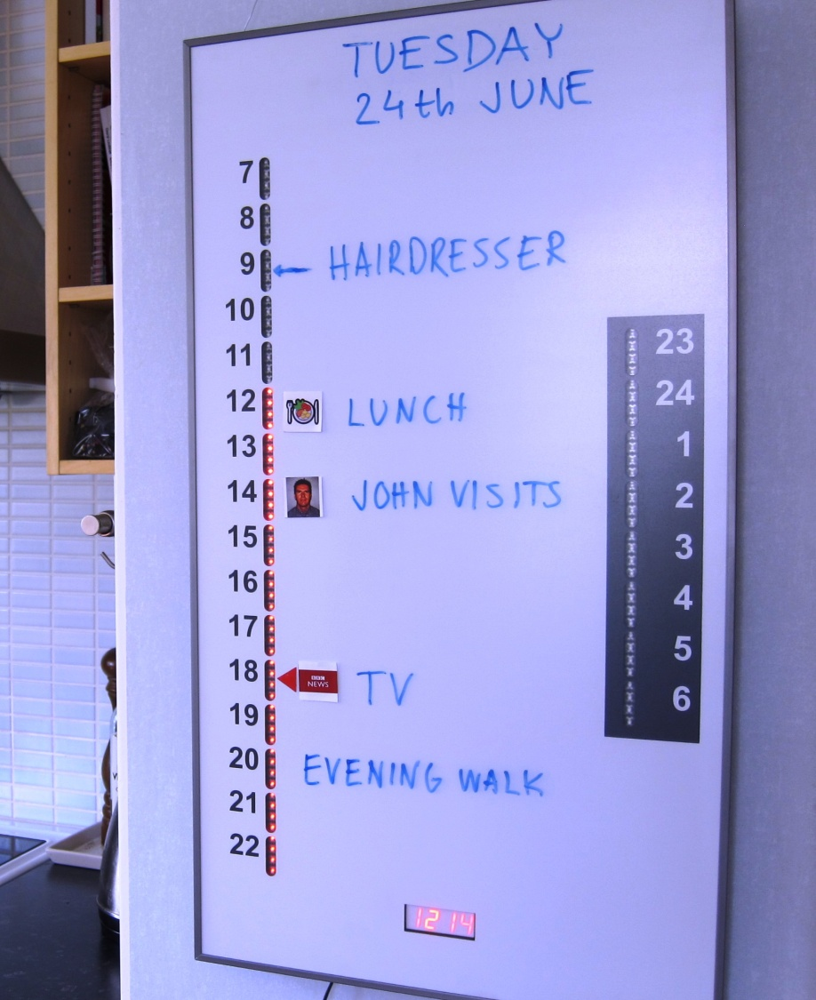 TUESDAY
24th JUNE
7
8
9 HAIRDRESSER
10
11
12 LUNCH
13
14 JOHN VISITS
15
16
17
18 BBC NEWS TV
19
20 EVENING WALK
21
22
23
24
1
2
3
4
5
6
12 14